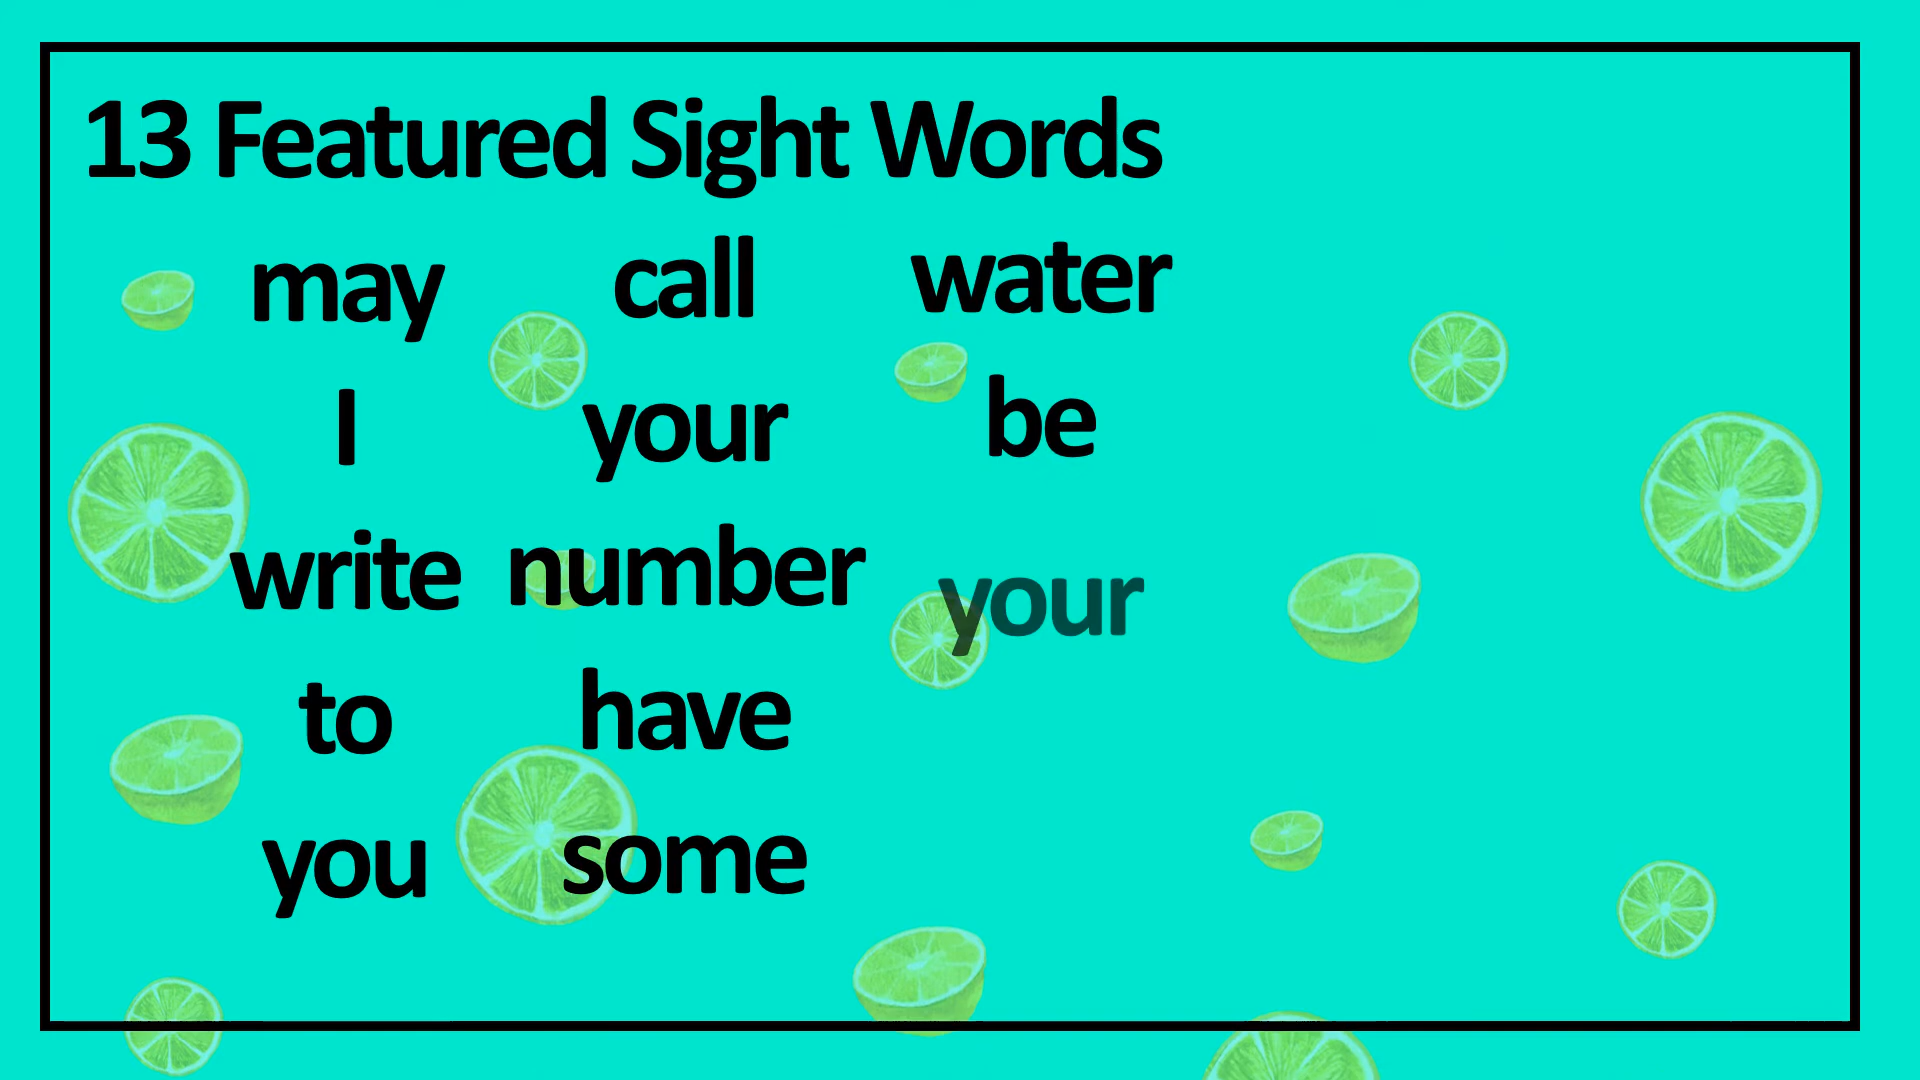 13 Featured Sight Words
may call water
I your be
write number your
to have
you some